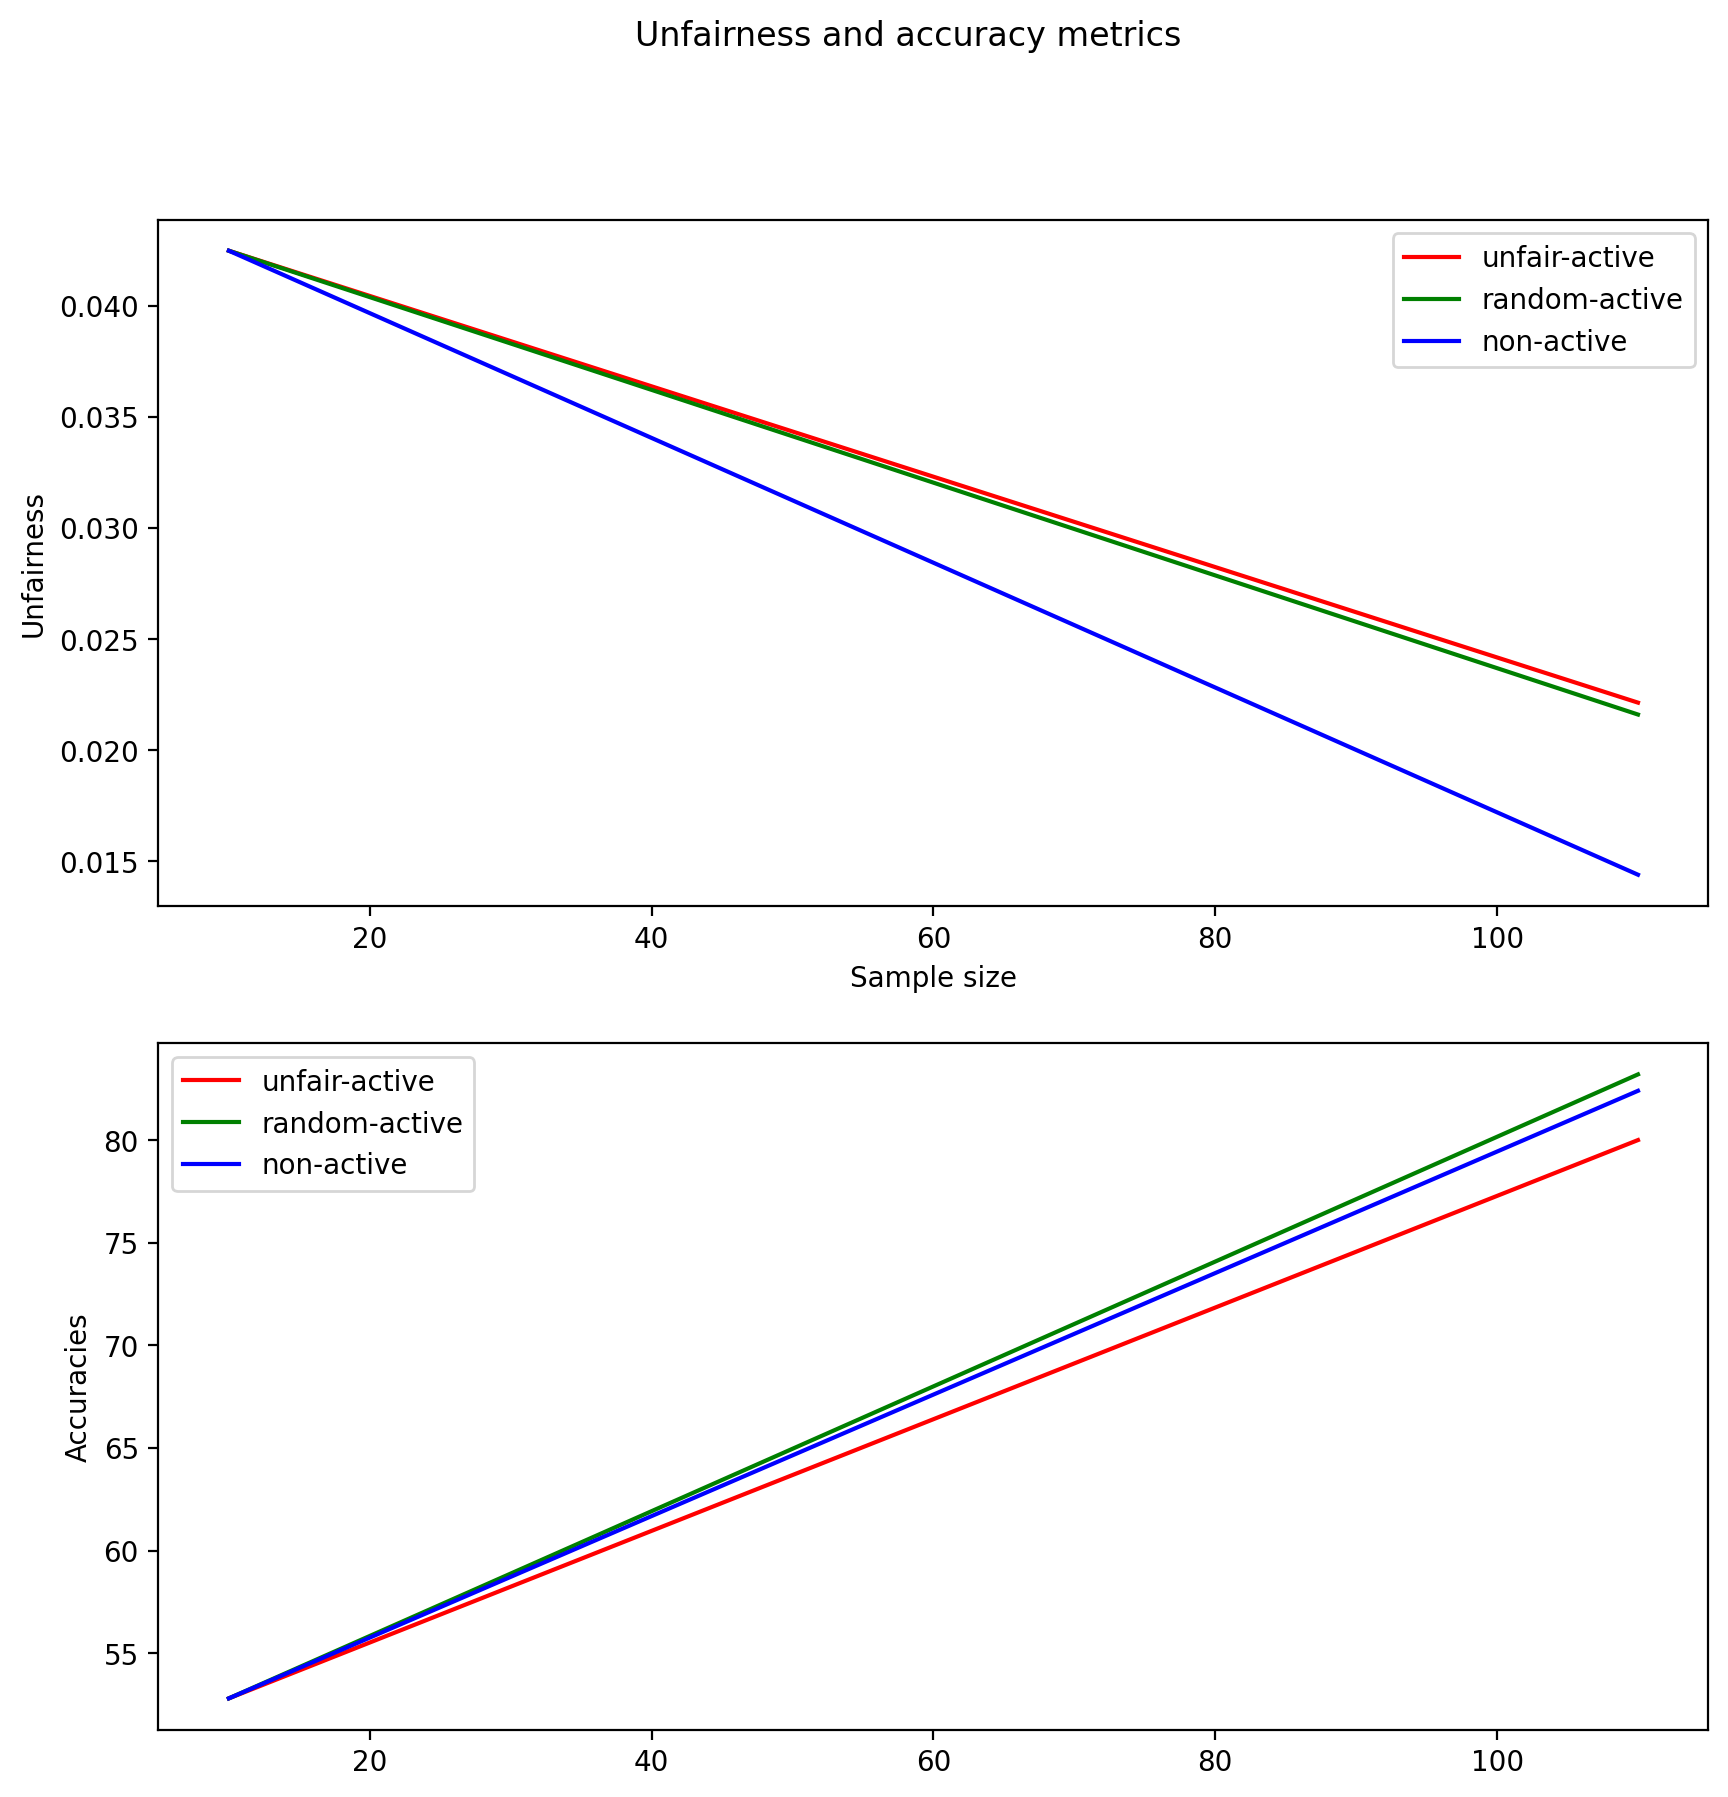 Unfairness and accuracy metrics
unfair-active
random-active
non-active
0.040
0.035
0.030
0.025
0.020
0.015
Unfairness
20 40 60 80 100
Sample size
unfair-active
random-active
non-active
80
75
70
65
60
55
Accuracies
20 40 60 80 100